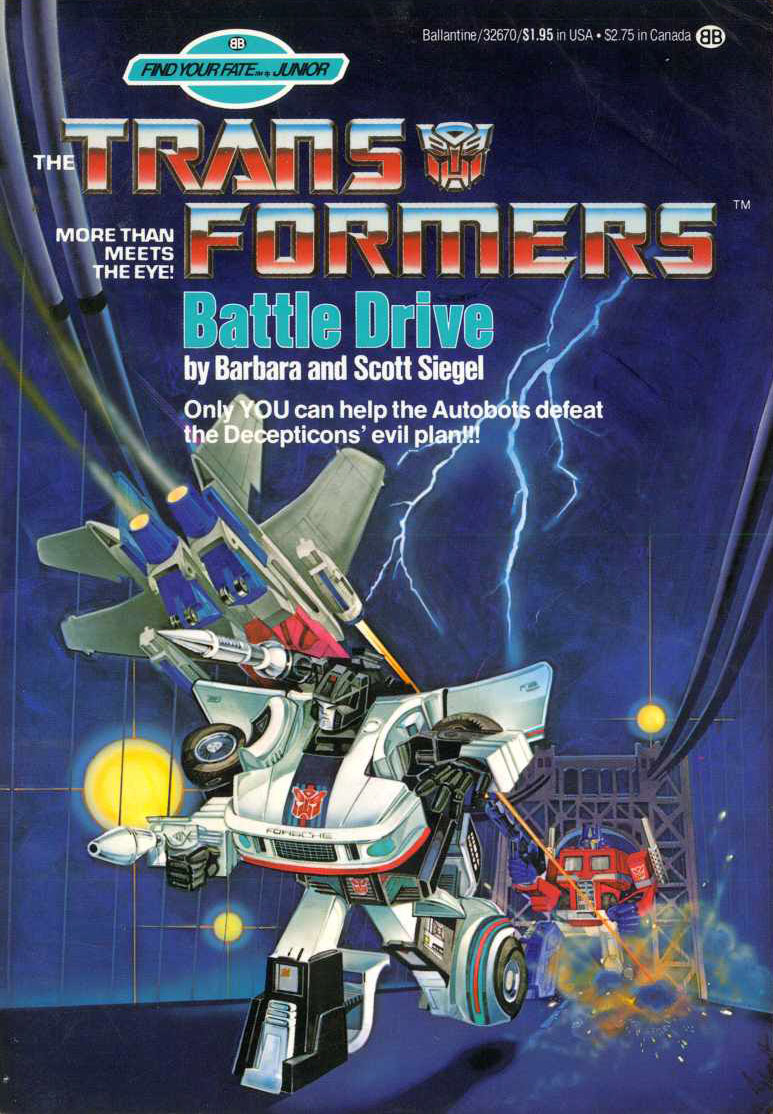 Ballantine/32670/$1.95 in USA • $2.75 in Canada BB
BB
FIND YOUR FATE TM JUNIOR
THE TRANS
FORMERS TM
MORE THAN
MEETS
THE EYE!
Battle Drive
by Barbara and Scott Siegel
Only YOU can help the Autobots defeat
the Decepticons' evil plan!!!
PORSCHE